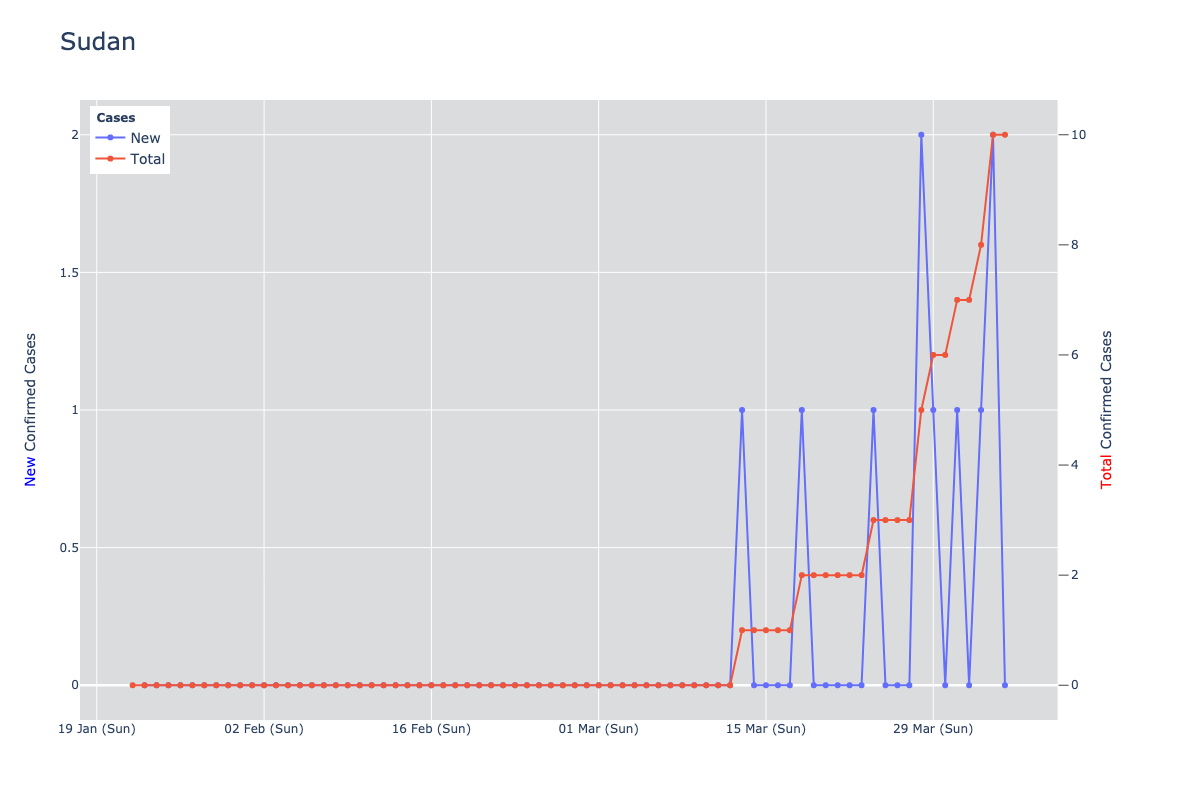 Sudan
Cases
New
Total
2
1.5
1
0.5
0
10
8
6
4
2
0
New Confirmed Cases
Total Confirmed Cases
19 Jan (Sun)
02 Feb (Sun)
16 Feb (Sun)
01 Mar (Sun)
15 Mar (Sun)
29 Mar (Sun)